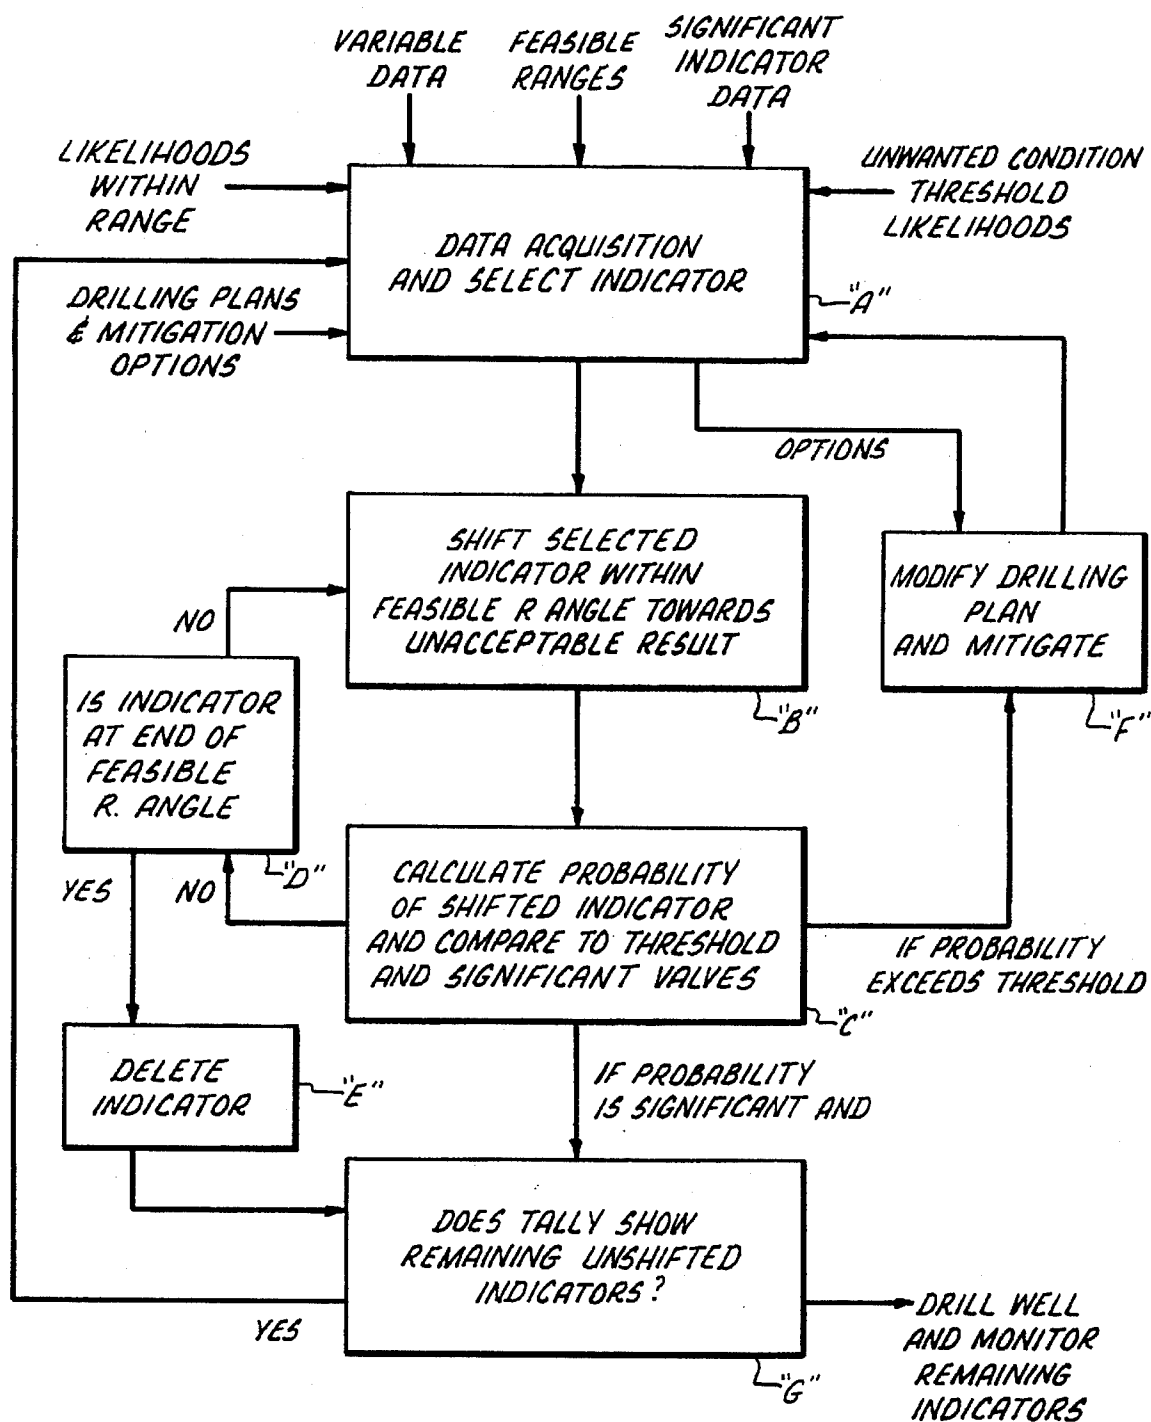 VARIABLE
DATA
FEASIBLE
RANGES
SIGNIFICANT
INDICATOR
DATA
LIKELIHOODS
WITHIN
RANGE
UNWANTED CONDITION
THRESHOLD
LIKELIHOODS
DATA ACQUISITION
AND SELECT INDICATOR
"A"
DRILLING PLANS
& MITIGATION
OPTIONS
OPTIONS
SHIFT SELECTED
INDICATOR WITHIN
FEASIBLE R ANGLE TOWARDS
UNACCEPTABLE RESULT
"B"
MODIFY DRILLING
PLAN
AND MITIGATE
"F"
NO
IS INDICATOR
AT END OF
FEASIBLE
R. ANGLE
"D"
YES
NO
CALCULATE PROBABILITY
OF SHIFTED INDICATOR
AND COMPARE TO THRESHOLD
AND SIGNIFICANT VALVES
"C"
IF PROBABILITY
EXCEEDS THRESHOLD
DELETE
INDICATOR
"E"
IF PROBABILITY
IS SIGNIFICANT AND
DOES TALLY SHOW
REMAINING UNSHIFTED
INDICATORS?
"G"
YES
DRILL WELL
AND MONITOR
REMAINING
INDICATORS